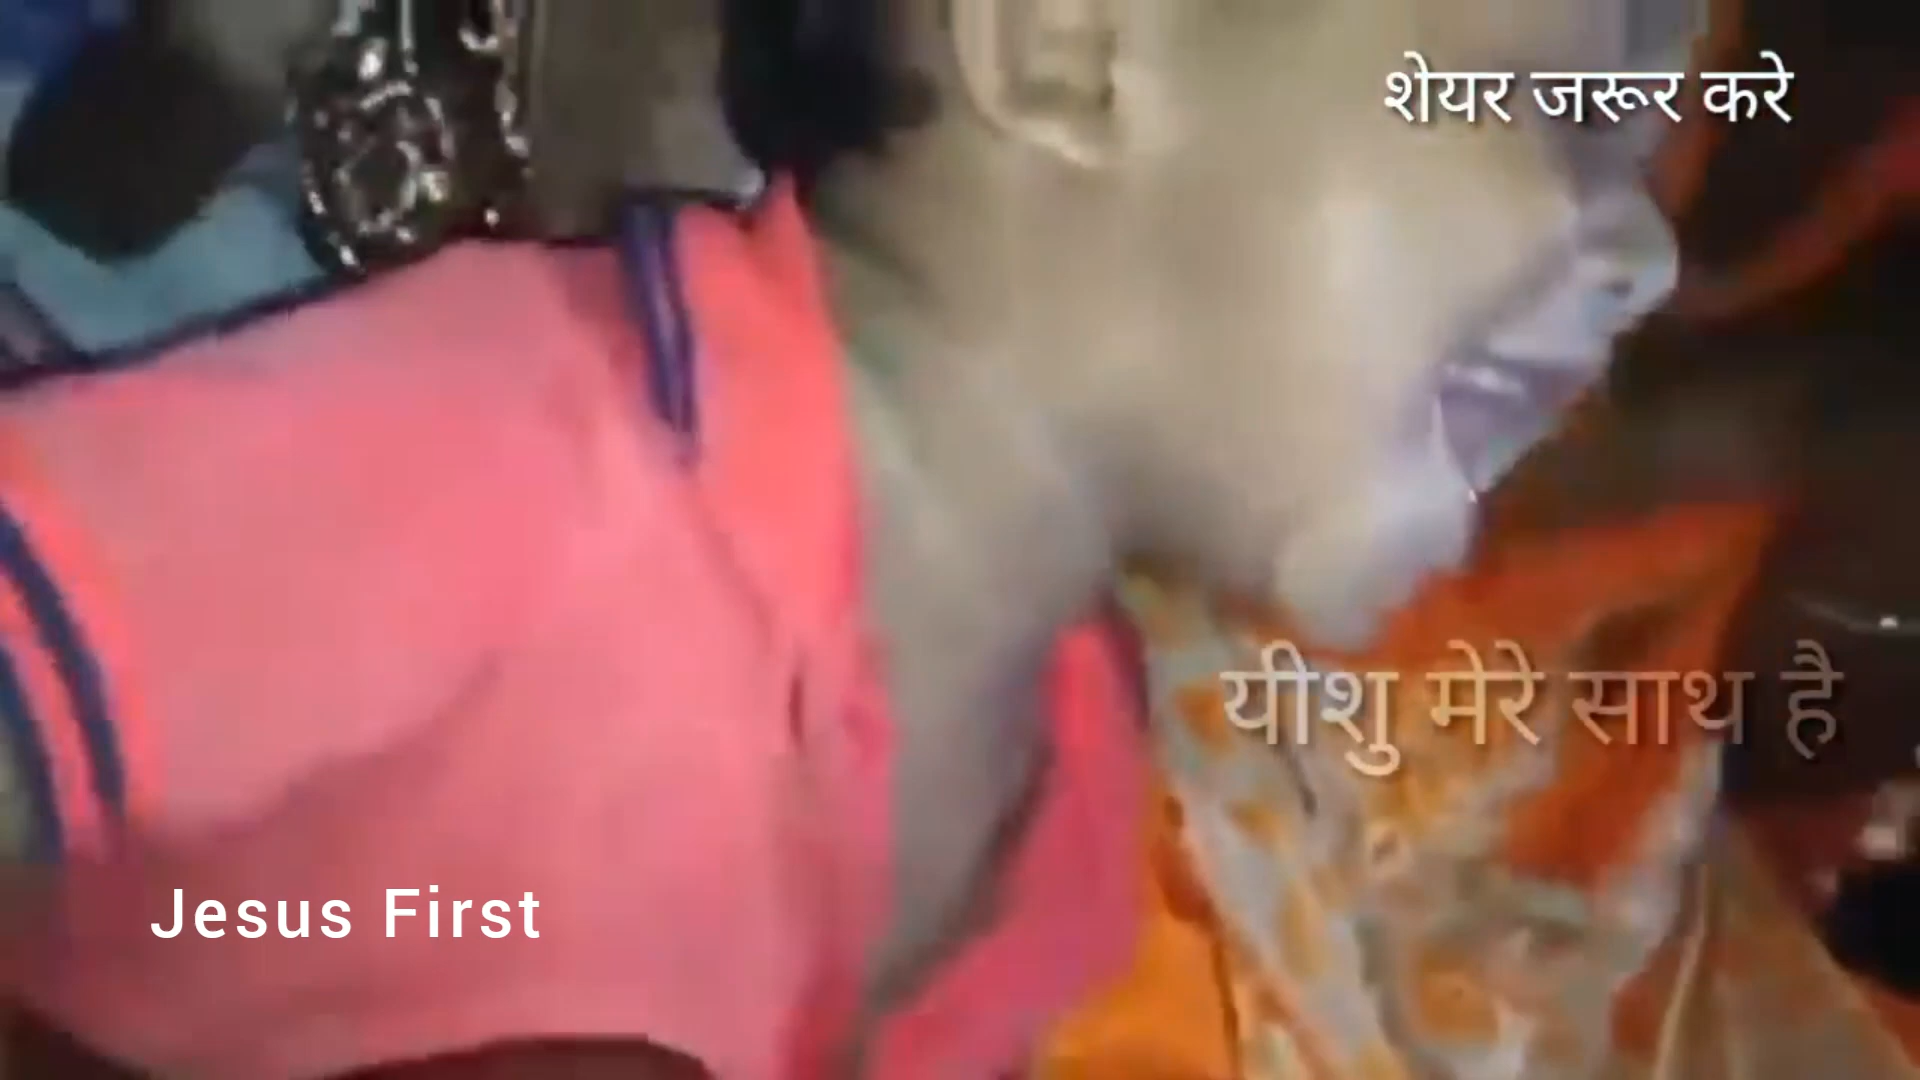 शेयर जरूर करे
यीशु मेरे साथ है
Jesus First